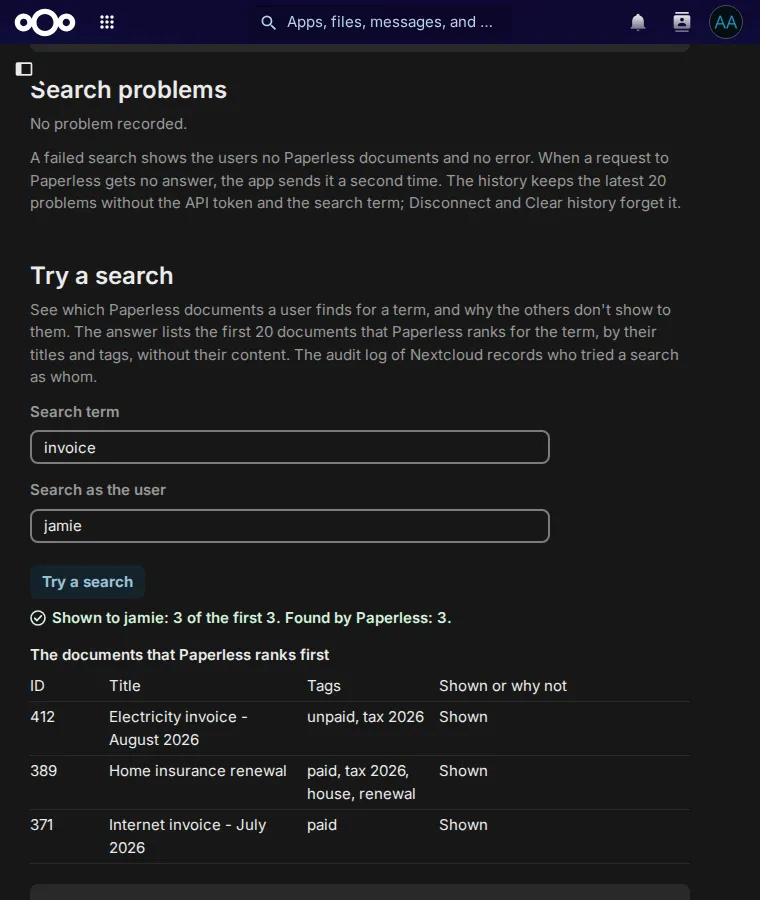 Apps, files, messages, and ...
AA
Search problems
No problem recorded.
A failed search shows the users no Paperless documents and no error. When a request to
Paperless gets no answer, the app sends it a second time. The history keeps the latest 20
problems without the API token and the search term; Disconnect and Clear history forget it.
Try a search
See which Paperless documents a user finds for a term, and why the others don't show to
them. The answer lists the first 20 documents that Paperless ranks for the term, by their
titles and tags, without their content. The audit log of Nextcloud records who tried a search
as whom.
Search term
invoice
Search as the user
jamie
Try a search
Shown to jamie: 3 of the first 3. Found by Paperless: 3.
The documents that Paperless ranks first
ID Title Tags Shown or why not
412 Electricity invoice - unpaid, tax 2026 Shown
August 2026
389 Home insurance renewal paid, tax 2026, Shown
house, renewal
371 Internet invoice - July paid Shown
2026